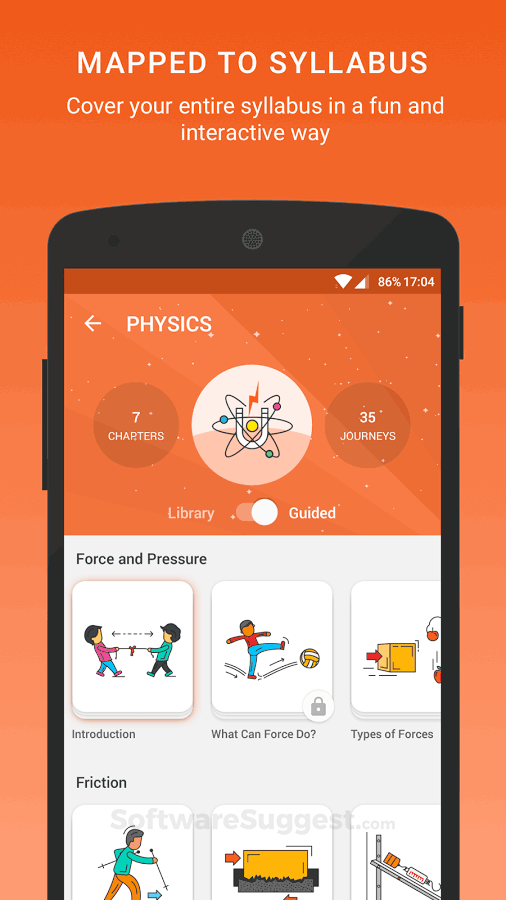 MAPPED TO SYLLABUS
Cover your entire syllabus in a fun and
interactive way
86% 17:04
PHYSICS
7
CHAPTERS
35
JOURNEYS
Library
Guided
Force and Pressure
Introduction
What Can Force Do?
Types of Forces
Friction
SoftwareSuggest.com